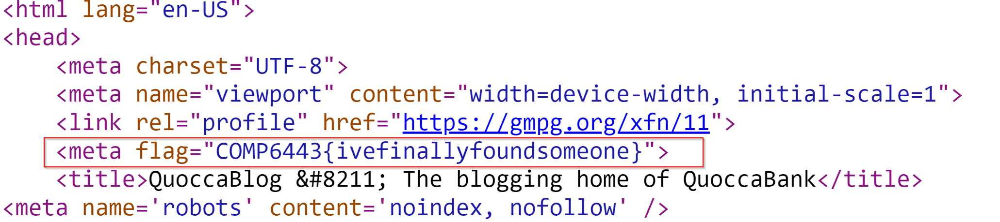 <html lang="en-US">
<head>
<meta charset="UTF-8">
<meta name="viewport" content="width=device-width, initial-scale=1">
<link rel="profile" href="https://gmpg.org/xfn/11">
<meta flag="COMP6443{ivefinallyfoundsomeone}">
<title>QuoccaBlog &#8211; The blogging home of QuoccaBank</title>
<meta name='robots' content='noindex, nofollow' />